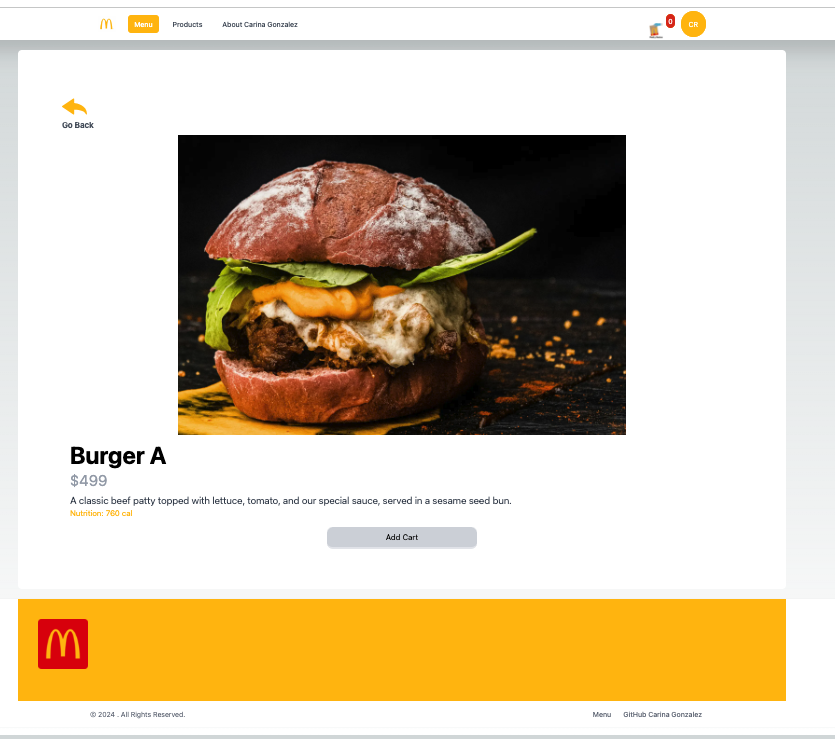 Menu Products About Carina Gonzalez 0 CR
Go Back
Burger A
$499
A classic beef patty topped with lettuce, tomato, and our special sauce, served in a sesame seed bun.
Nutrition: 760 cal
Add Cart
© 2024 . All Rights Reserved. Menu GitHub Carina Gonzalez